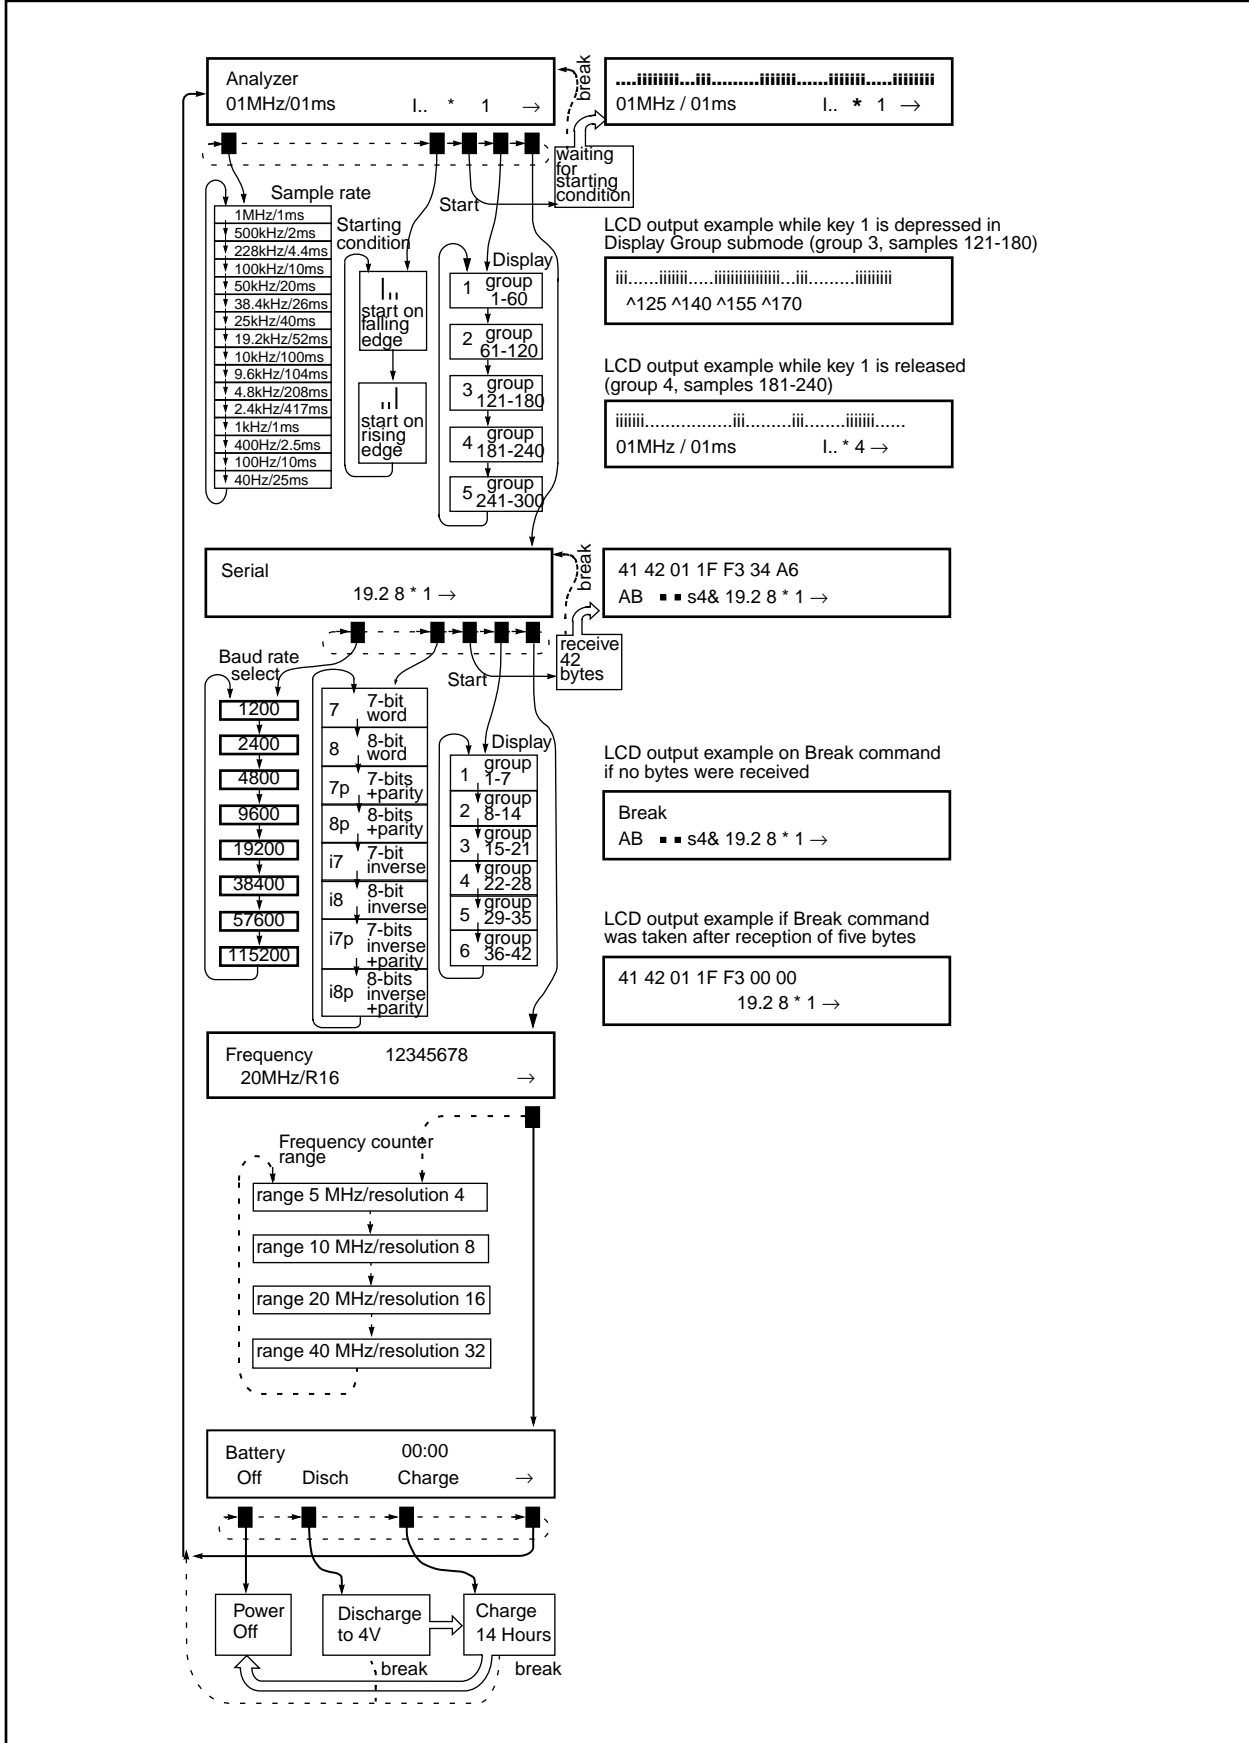 Analyzer
01MHz/01ms I.. * 1 →
break
....iiiiiiii...iii.........iiiiiii......iiiiiii.....iiiiiiii
01MHz / 01ms I.. * 1 →
waiting
for
starting
condition
Start
Sample rate
1MHz/1ms
500kHz/2ms
228kHz/4.4ms
100kHz/10ms
50kHz/20ms
38.4kHz/26ms
25kHz/40ms
19.2kHz/52ms
10kHz/100ms
9.6kHz/104ms
4.8kHz/208ms
2.4kHz/417ms
1kHz/1ms
400Hz/2.5ms
100Hz/10ms
40Hz/25ms
Starting
condition
start on
falling
edge
start on
rising
edge
Display
1 group
1-60
2 group
61-120
3 group
121-180
4 group
181-240
5 group
241-300
LCD output example while key 1 is depressed in
Display Group submode (group 3, samples 121-180)
iii......iiiiiii.....iiiiiiiiiiiiiiii...iii.........iiiiiiiii
^125 ^140 ^155 ^170
LCD output example while key 1 is released
(group 4, samples 181-240)
iiiiiii..................iii.........iii........iiiiiii......
01MHz / 01ms I.. * 4 →
Serial
19.2 8 * 1 →
break
41 42 01 1F F3 34 A6
AB ▪ ▪ s4& 19.2 8 * 1 →
receive
42
bytes
Start
Baud rate
select
1200
2400
4800
9600
19200
38400
57600
115200
7 7-bit
word
8 8-bit
word
7p 7-bits
+parity
8p 8-bits
+parity
i7 7-bit
inverse
i8 8-bit
inverse
i7p 7-bits
inverse
+parity
i8p 8-bits
inverse
+parity
Display
1 group
1-7
2 group
8-14
3 group
15-21
4 group
22-28
5 group
29-35
6 group
36-42
LCD output example on Break command
if no bytes were received
Break
AB ▪ ▪ s4& 19.2 8 * 1 →
LCD output example if Break command
was taken after reception of five bytes
41 42 01 1F F3 00 00
19.2 8 * 1 →
Frequency 12345678
20MHz/R16 →
Frequency counter
range
range 5 MHz/resolution 4
range 10 MHz/resolution 8
range 20 MHz/resolution 16
range 40 MHz/resolution 32
Battery 00:00
Off Disch Charge →
Power
Off
Discharge
to 4V
Charge
14 Hours
break
break